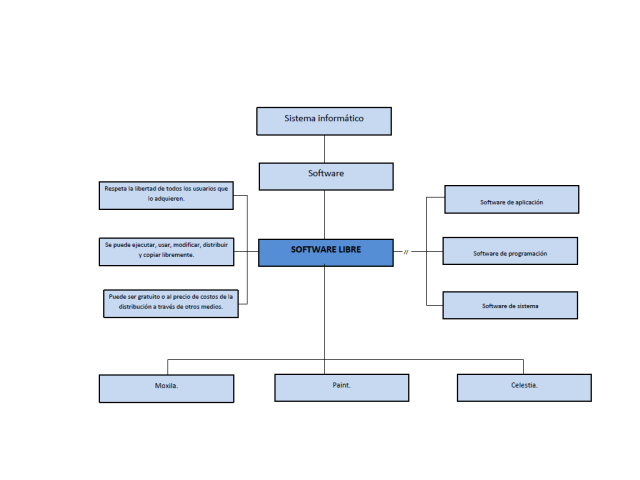 Sistema informático
Software
Respeta la libertad de todos los usuarios que
lo adquieren.
Software de aplicación
Se puede ejecutar, usar, modificar, distribuir
y copiar libremente.
SOFTWARE LIBRE
//
Software de programación
Puede ser gratuito o al precio de costos de la
distribución a través de otros medios.
Software de sistema
Moxila.
Paint.
Celestia.